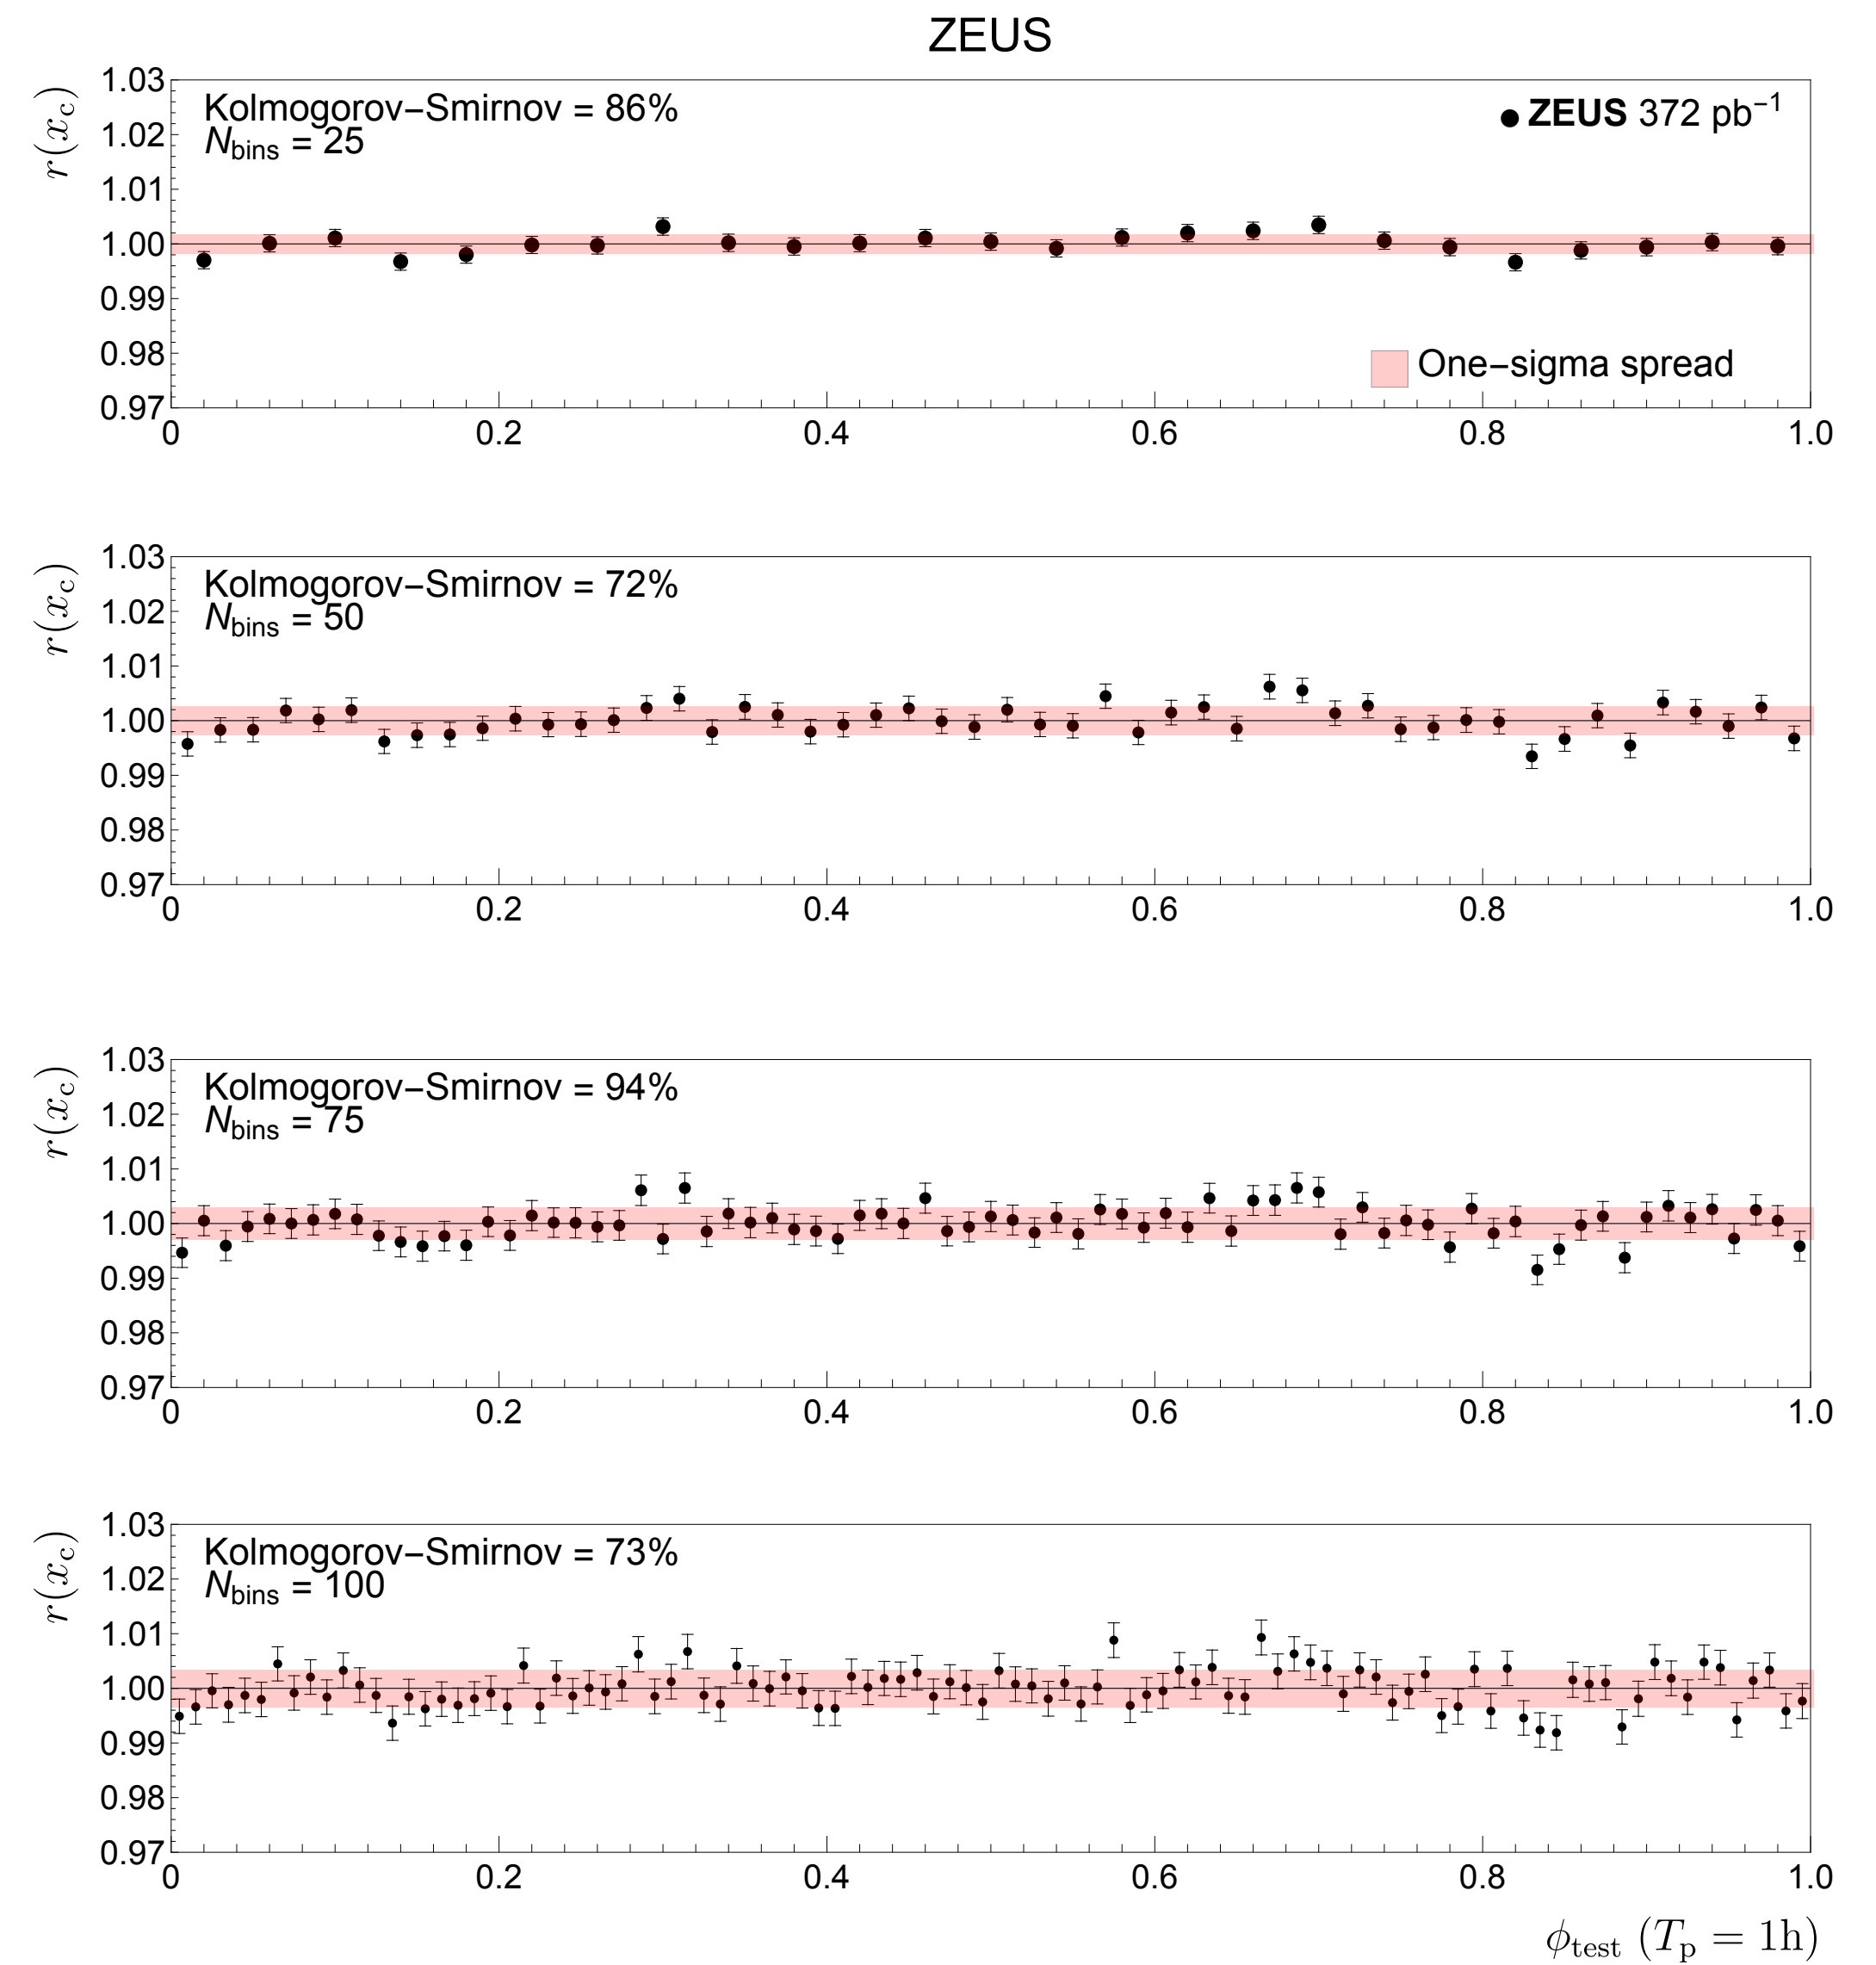 ZEUS
r(x_c)
1.03
1.02
1.01
1.00
0.99
0.98
0.97
Kolmogorov−Smirnov = 86%
N_bins = 25
ZEUS 372 pb⁻¹
One−sigma spread
0 0.2 0.4 0.6 0.8 1.0
r(x_c)
1.03
1.02
1.01
1.00
0.99
0.98
0.97
Kolmogorov−Smirnov = 72%
N_bins = 50
0 0.2 0.4 0.6 0.8 1.0
r(x_c)
1.03
1.02
1.01
1.00
0.99
0.98
0.97
Kolmogorov−Smirnov = 94%
N_bins = 75
0 0.2 0.4 0.6 0.8 1.0
r(x_c)
1.03
1.02
1.01
1.00
0.99
0.98
0.97
Kolmogorov−Smirnov = 73%
N_bins = 100
0 0.2 0.4 0.6 0.8 1.0
ϕ_test (T_p = 1h)